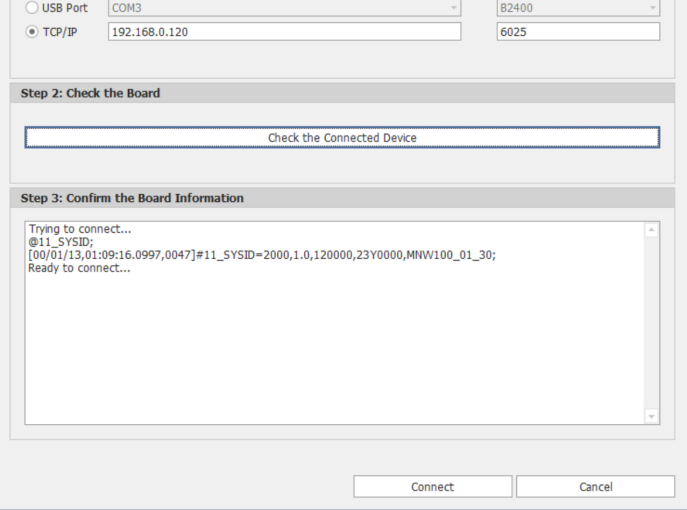 USB Port COM3 B2400
TCP/IP 192.168.0.120 6025
Step 2: Check the Board
Check the Connected Device
Step 3: Confirm the Board Information
Trying to connect...
@11_SYSID;
[00/01/13,01:09:16.0997,0047]#11_SYSID=2000,1.0,120000,23Y0000,MNW100_01_30;
Ready to connect...
Connect Cancel